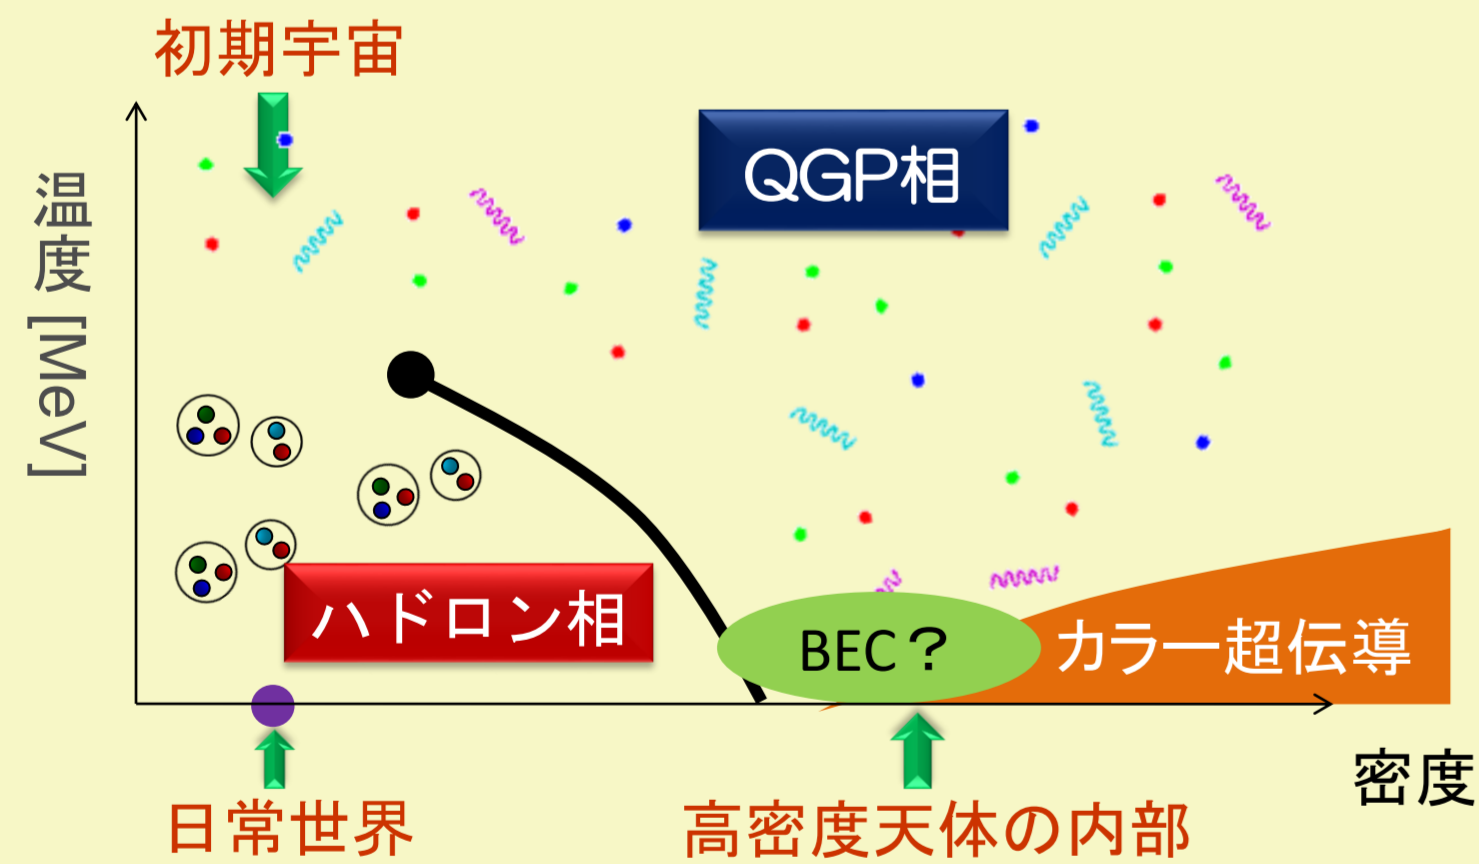 初期宇宙
QGP相
温度 [MeV]
ハドロン相
BEC？
カラー超伝導
密度
日常世界
高密度天体の内部